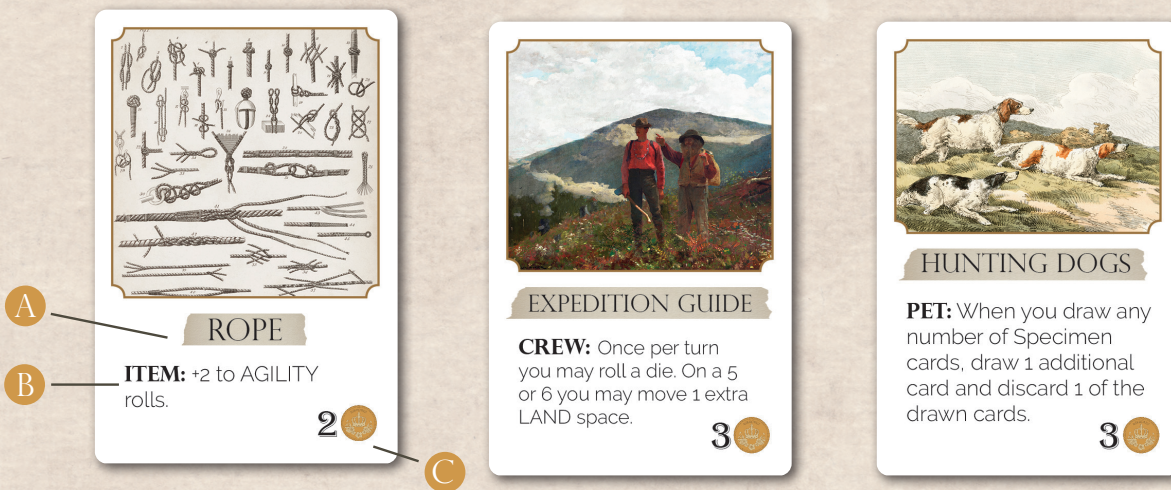 A
ROPE
B
ITEM: +2 to AGILITY
rolls.
2
C
EXPEDITION GUIDE
CREW: Once per turn
you may roll a die. On a 5
or 6 you may move 1 extra
LAND space.
3
HUNTING DOGS
PET: When you draw any
number of Specimen
cards, draw 1 additional
card and discard 1 of the
drawn cards.
3